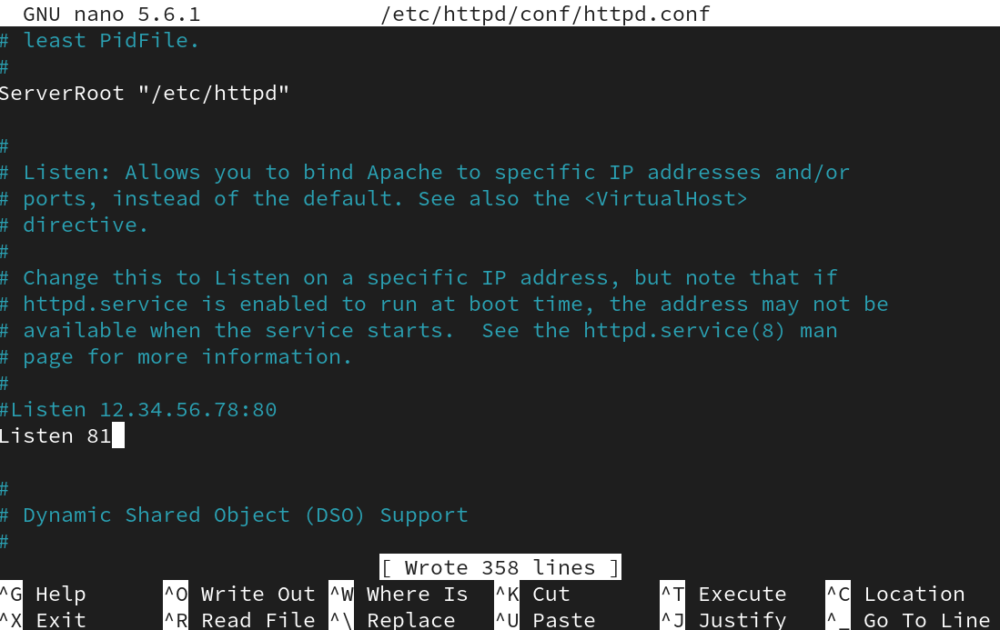 GNU nano 5.6.1 /etc/httpd/conf/httpd.conf
# least PidFile.
#
ServerRoot "/etc/httpd"
#
# Listen: Allows you to bind Apache to specific IP addresses and/or
# ports, instead of the default. See also the <VirtualHost>
# directive.
#
# Change this to Listen on a specific IP address, but note that if
# httpd.service is enabled to run at boot time, the address may not be
# available when the service starts.  See the httpd.service(8) man
# page for more information.
#
#Listen 12.34.56.78:80
Listen 81
#
# Dynamic Shared Object (DSO) Support
#
[ Wrote 358 lines ]
^G Help ^O Write Out ^W Where Is ^K Cut ^T Execute ^C Location
^X Exit ^R Read File ^\ Replace ^U Paste ^J Justify ^_ Go To Line